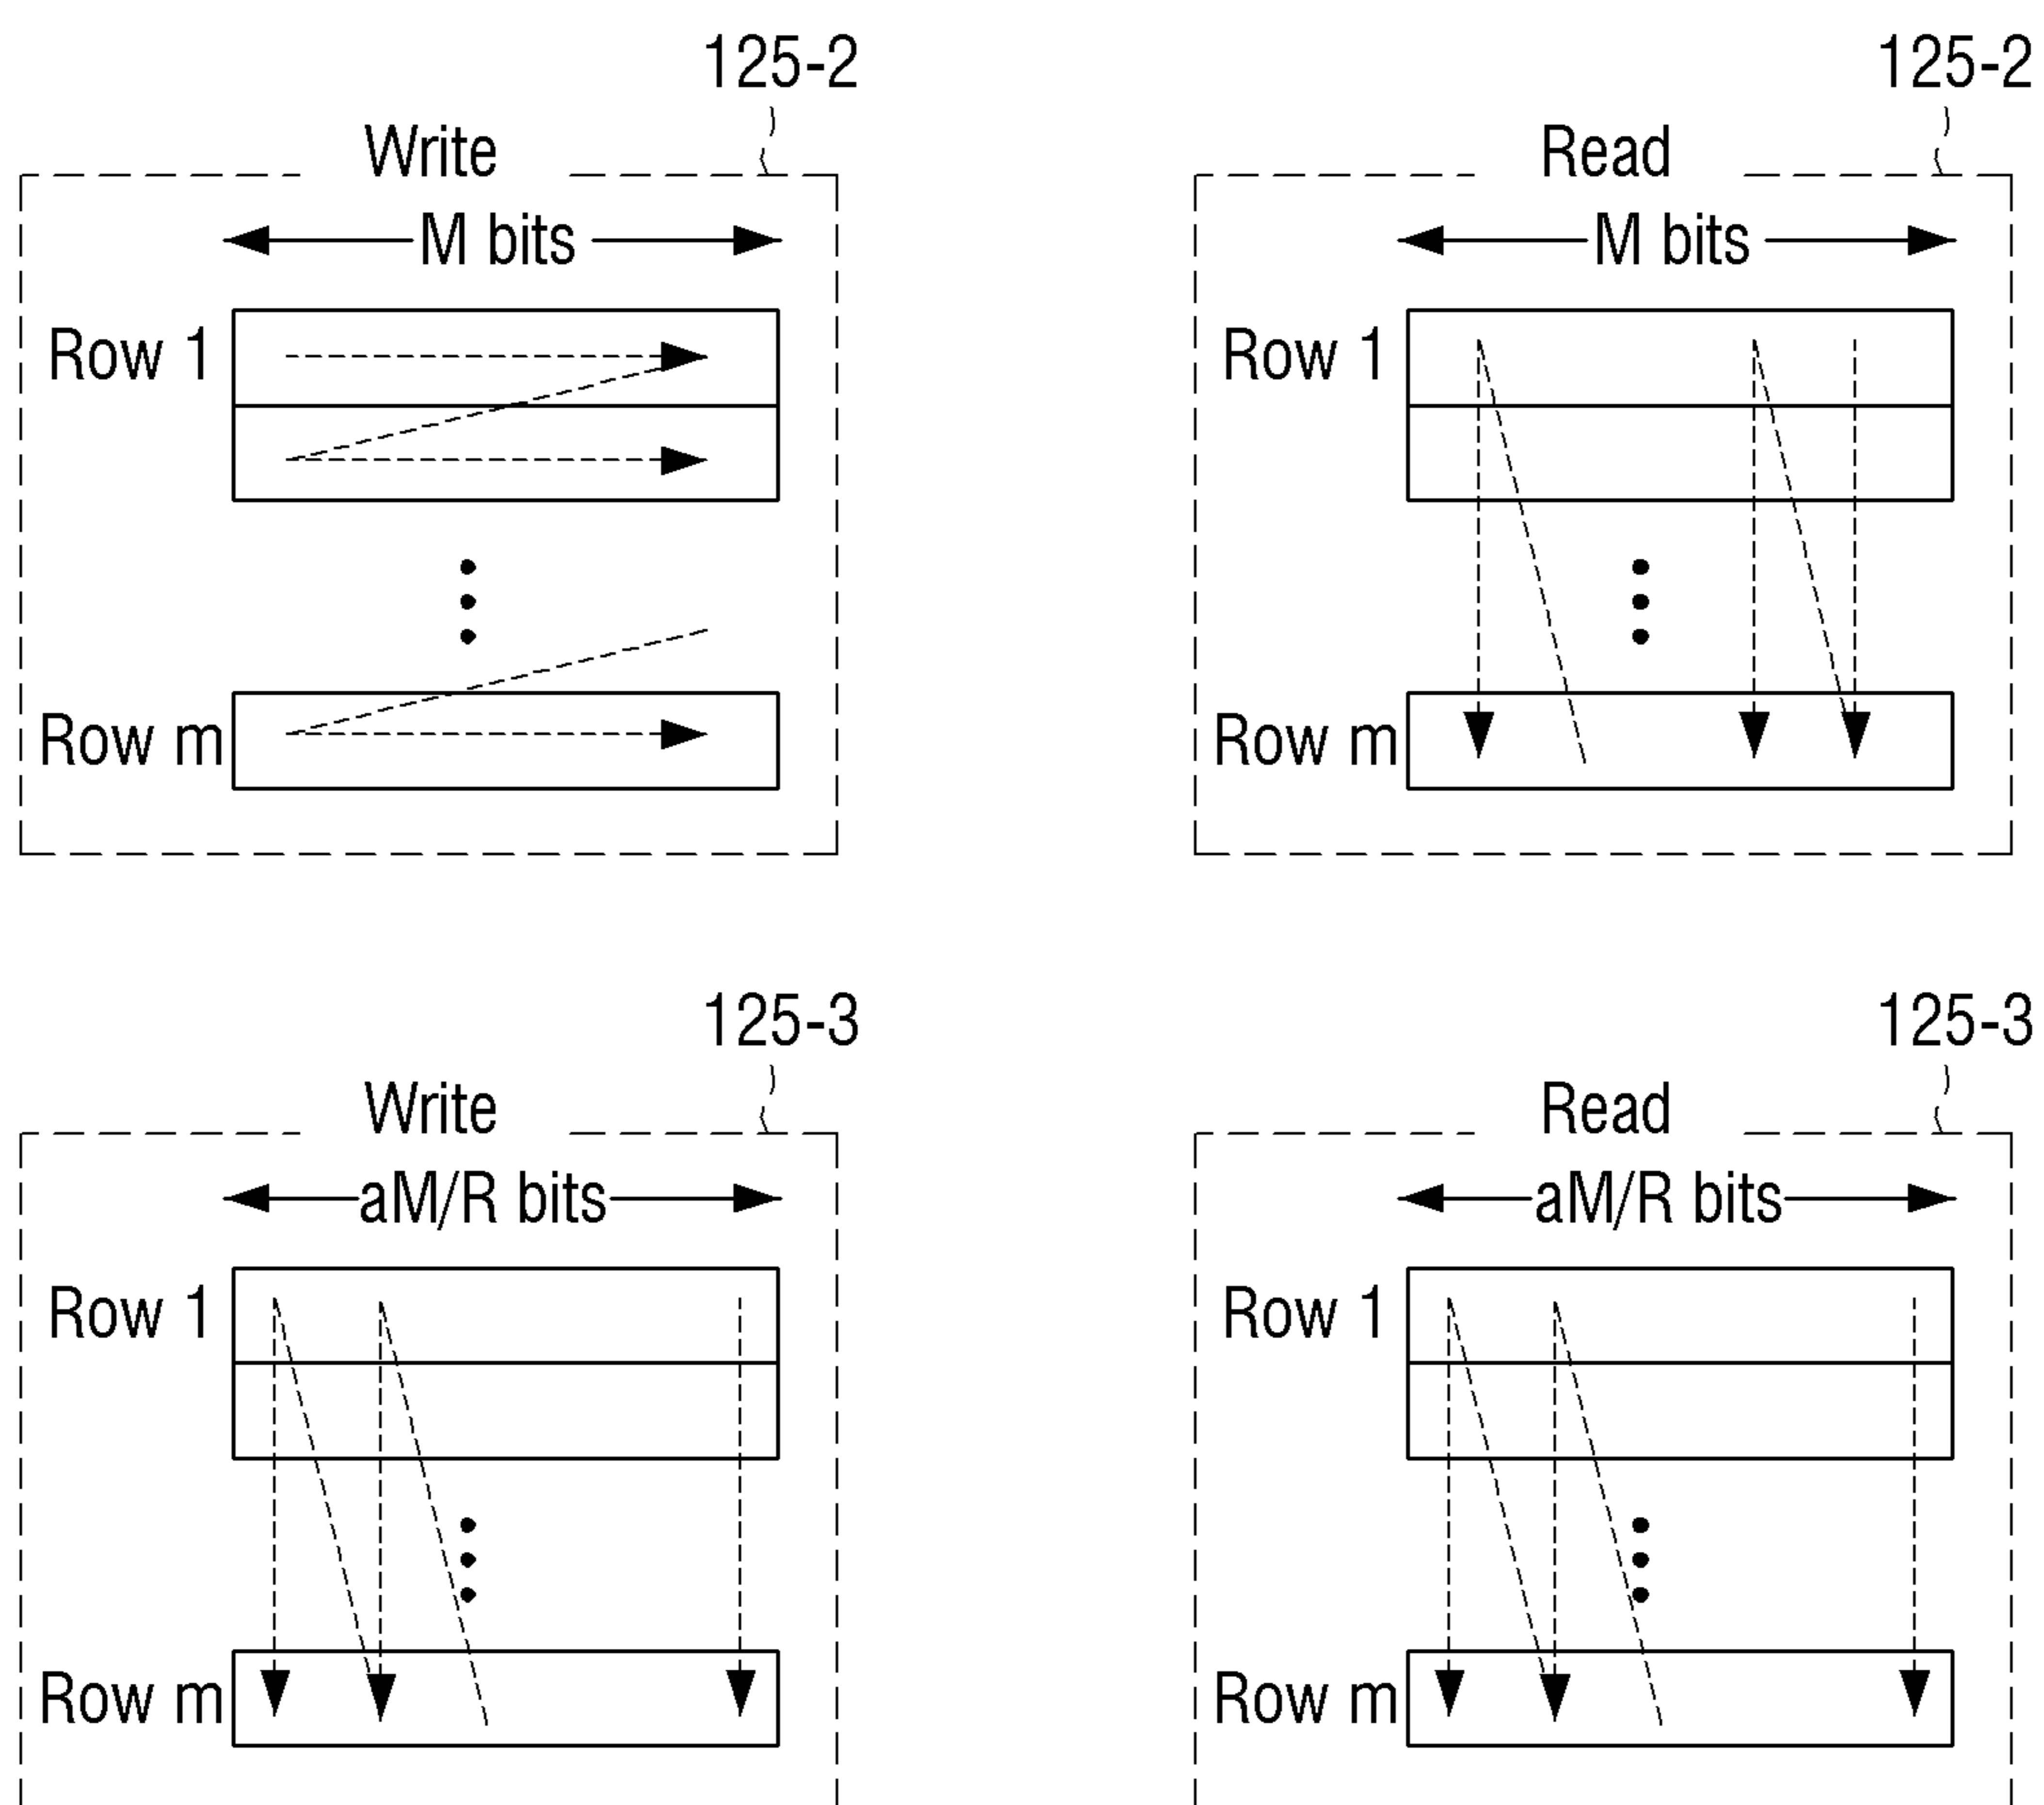 125-2
Write
M bits
Row 1
Row m
125-2
Read
M bits
Row 1
Row m
125-3
Write
aM/R bits
Row 1
Row m
125-3
Read
aM/R bits
Row 1
Row m